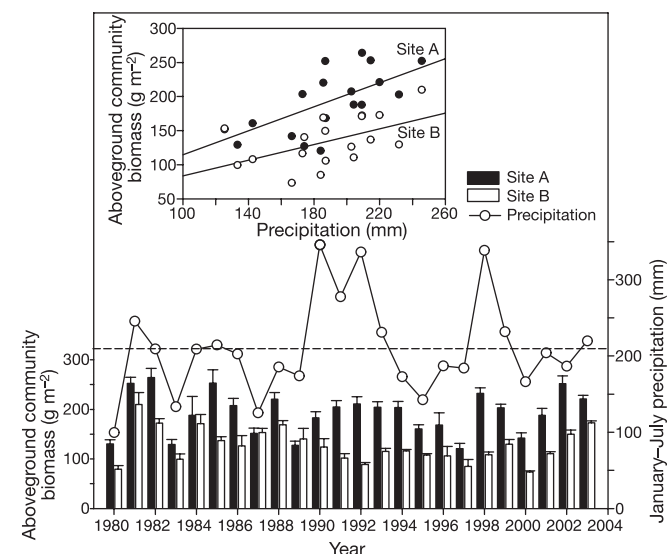 300
250
200
150
100
50
Aboveground community
biomass (g m⁻²)
Site A
Site B
100 140 180 220 260
Precipitation (mm)
Site A
Site B
Precipitation
300
200
100
0
Aboveground community
biomass (g m⁻²)
300
200
100
0
January–July precipitation (mm)
1980 1982 1984 1986 1988 1990 1992 1994 1996 1998 2000 2002 2004
Year